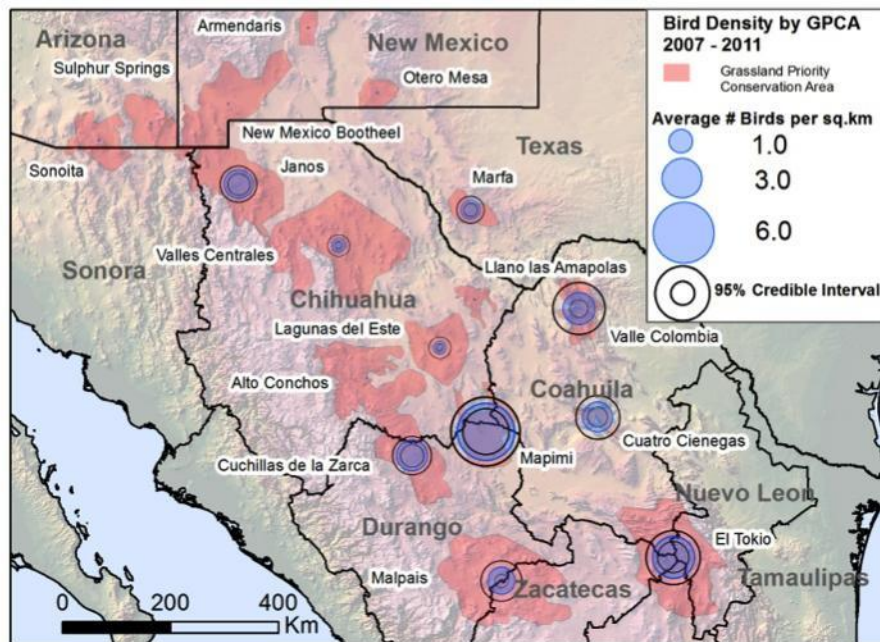 Arizona
Armendaris
New Mexico
Sulphur Springs
Otero Mesa
New Mexico Bootheel
Texas
Sonoita
Janos
Marfa
Valles Centrales
Sonora
Llano las Amapolas
Chihuahua
Lagunas del Este
Valle Colombia
Alto Conchos
Coahuila
Cuatro Cienegas
Cuchillas de la Zarca
Mapimi
Nuevo Leon
Durango
El Tokio
Malpais
Zacatecas
Tamaulipas
0 200 400
Km
Bird Density by GPCA
2007 - 2011
Grassland Priority
Conservation Area
Average # Birds per sq.km
1.0
3.0
6.0
95% Credible Interval